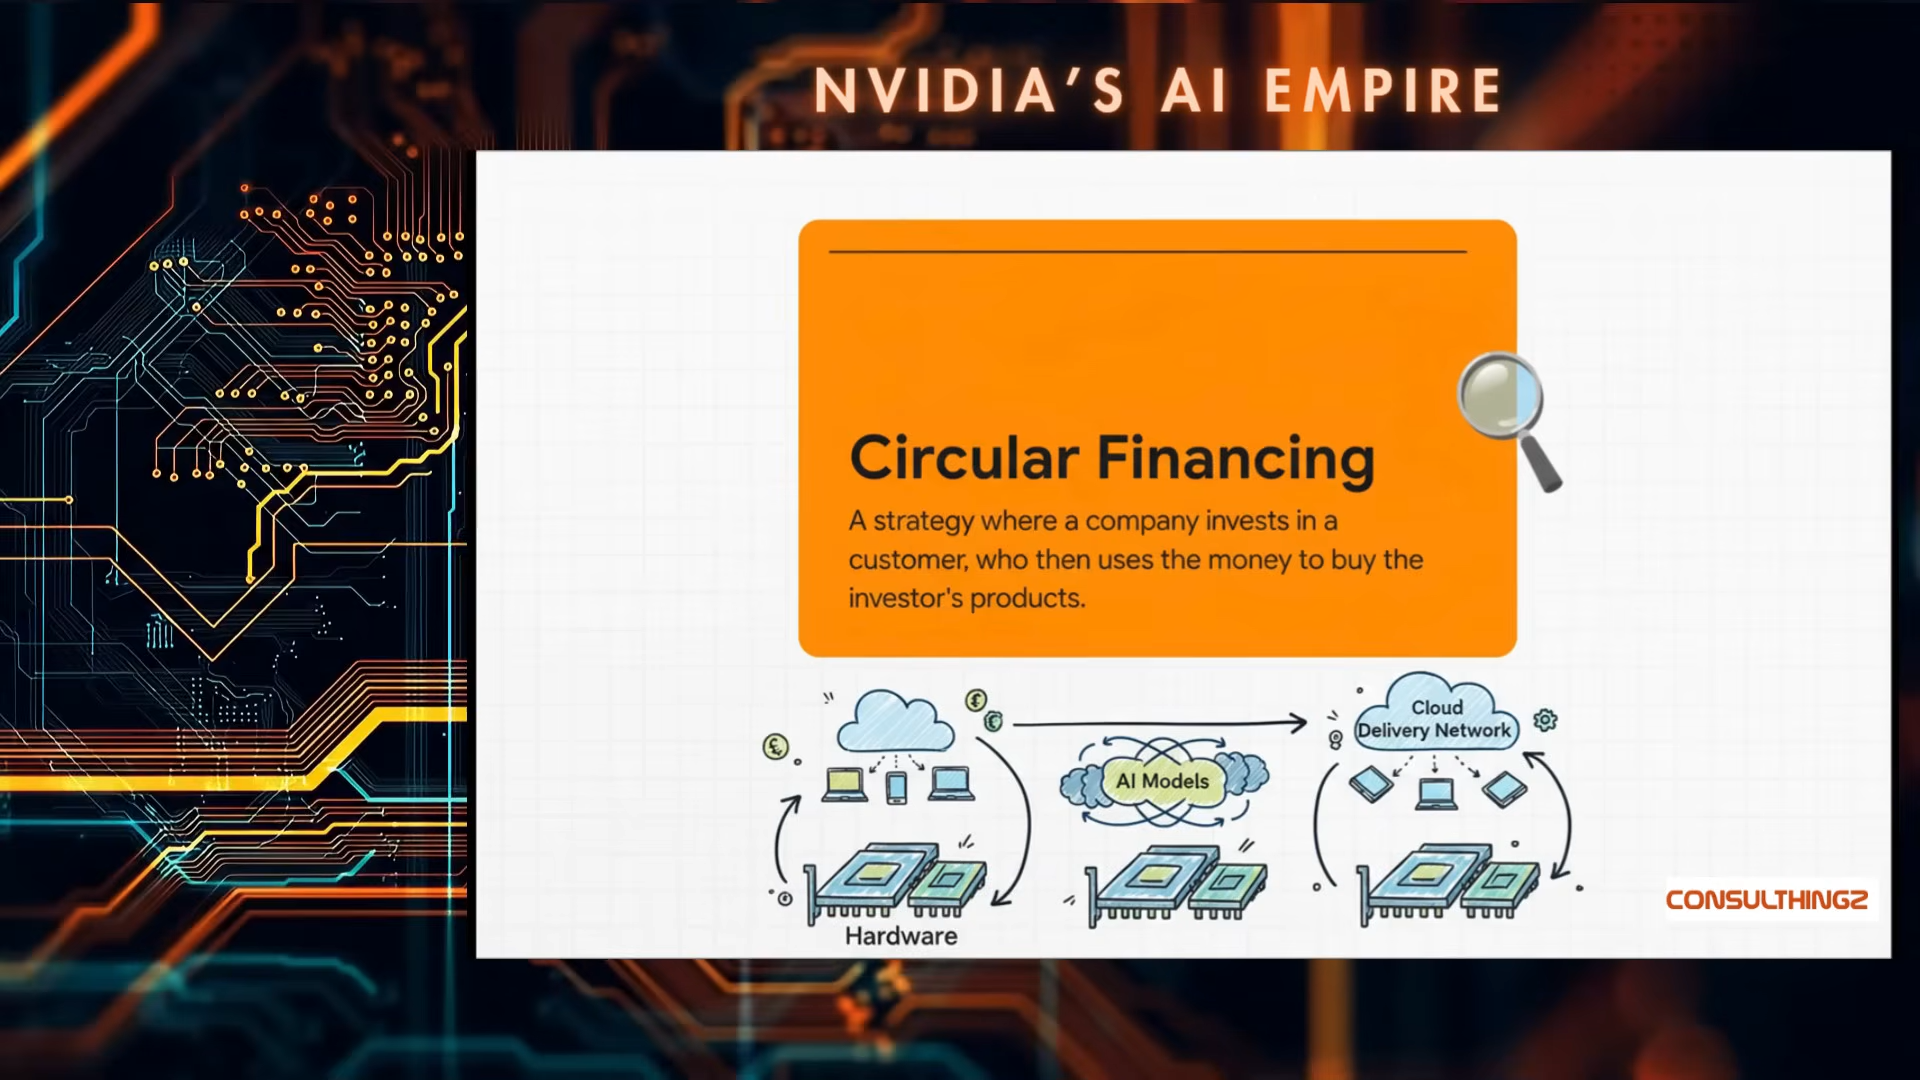 NVIDIA'S AI EMPIRE
Circular Financing
A strategy where a company invests in a
customer, who then uses the money to buy the
investor's products.
Cloud
Delivery Network
AI Models
Hardware
CONSULTHINGZ